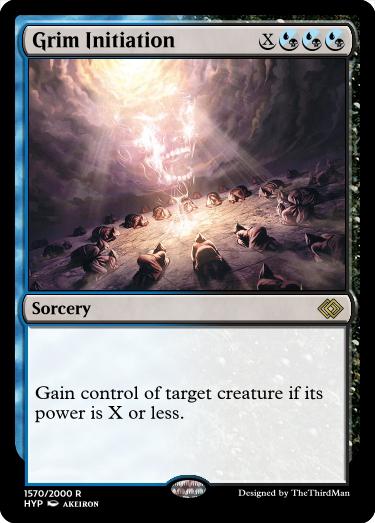 Grim Initiation X
Sorcery
Gain control of target creature if its
power is X or less.
1570/2000 R
HYP AKEIRON Designed by TheThirdMan